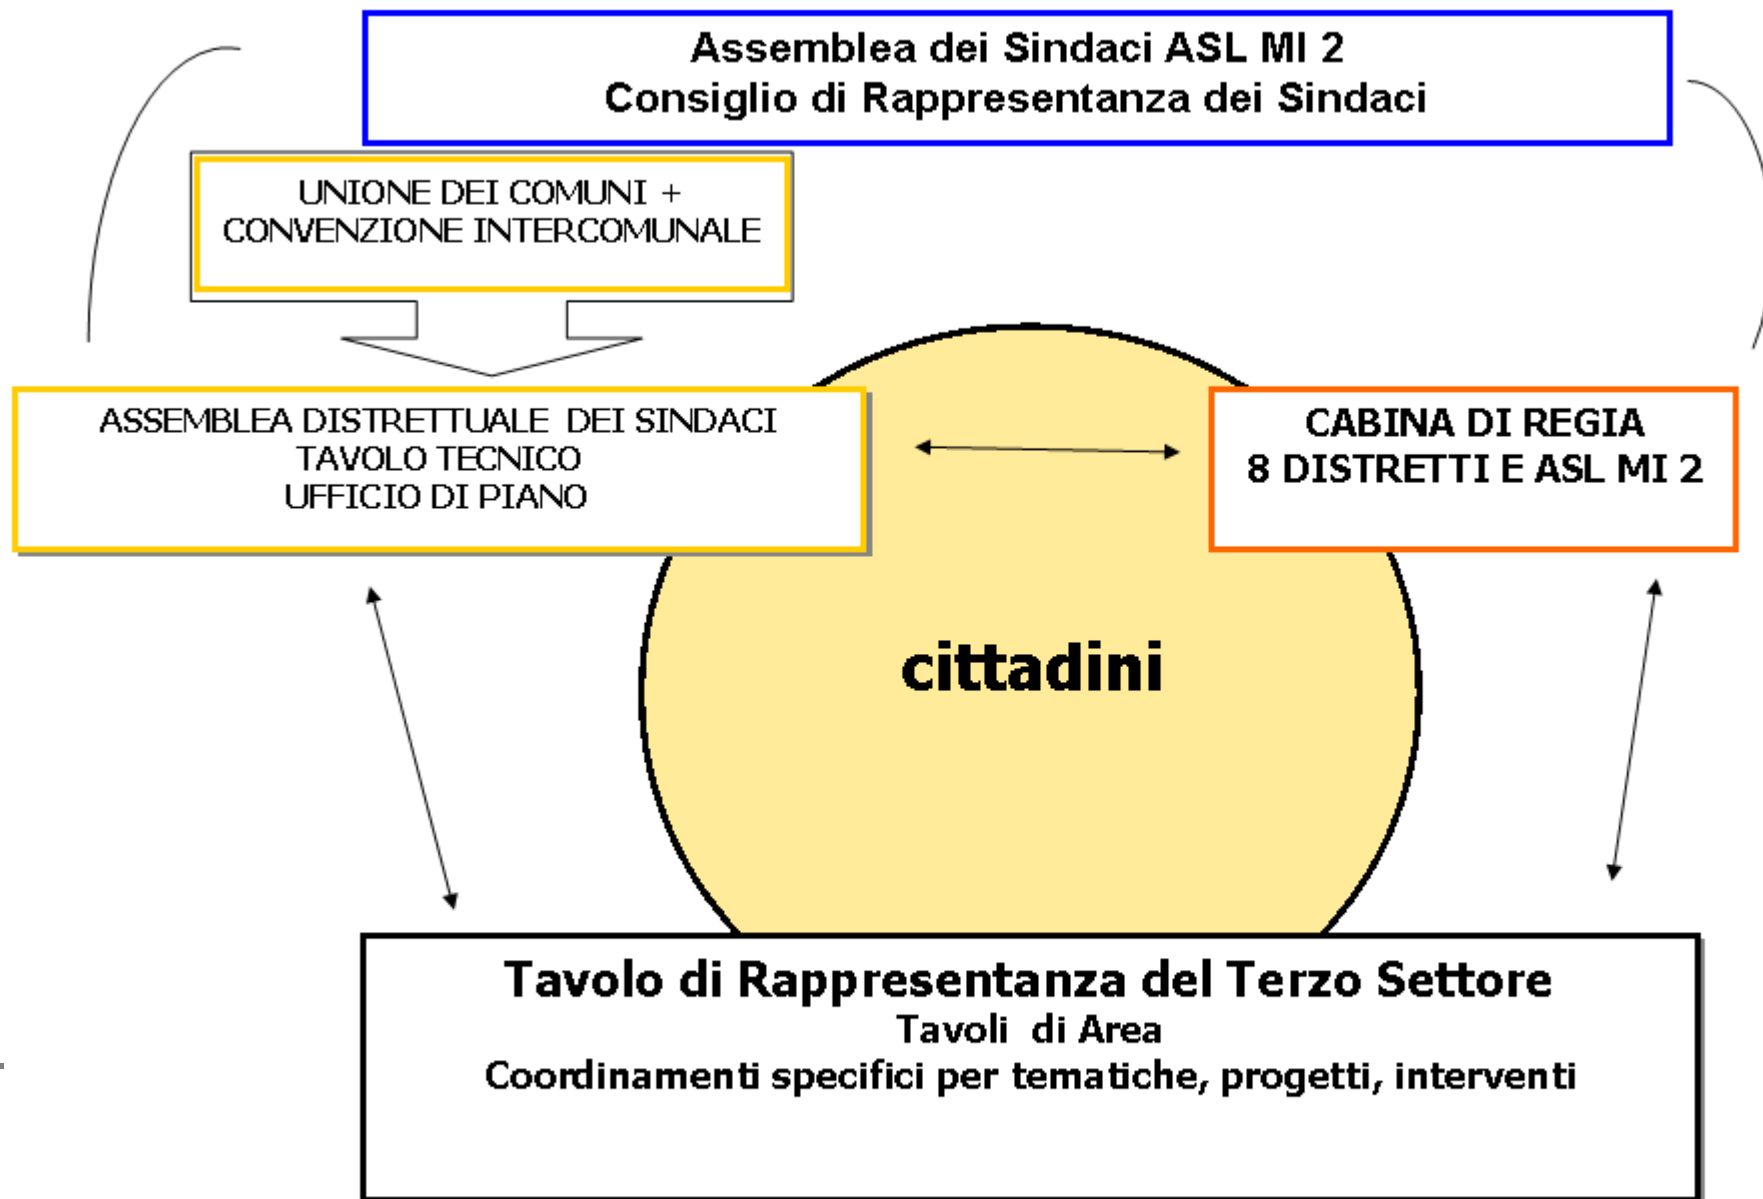 Assemblea dei Sindaci ASL MI 2
Consiglio di Rappresentanza dei Sindaci
UNIONE DEI COMUNI +
CONVENZIONE INTERCOMUNALE
ASSEMBLEA DISTRETTUALE DEI SINDACI
TAVOLO TECNICO
UFFICIO DI PIANO
CABINA DI REGIA
8 DISTRETTI E ASL MI 2
cittadini
Tavolo di Rappresentanza del Terzo Settore
Tavoli di Area
Coordinamenti specifici per tematiche, progetti, interventi